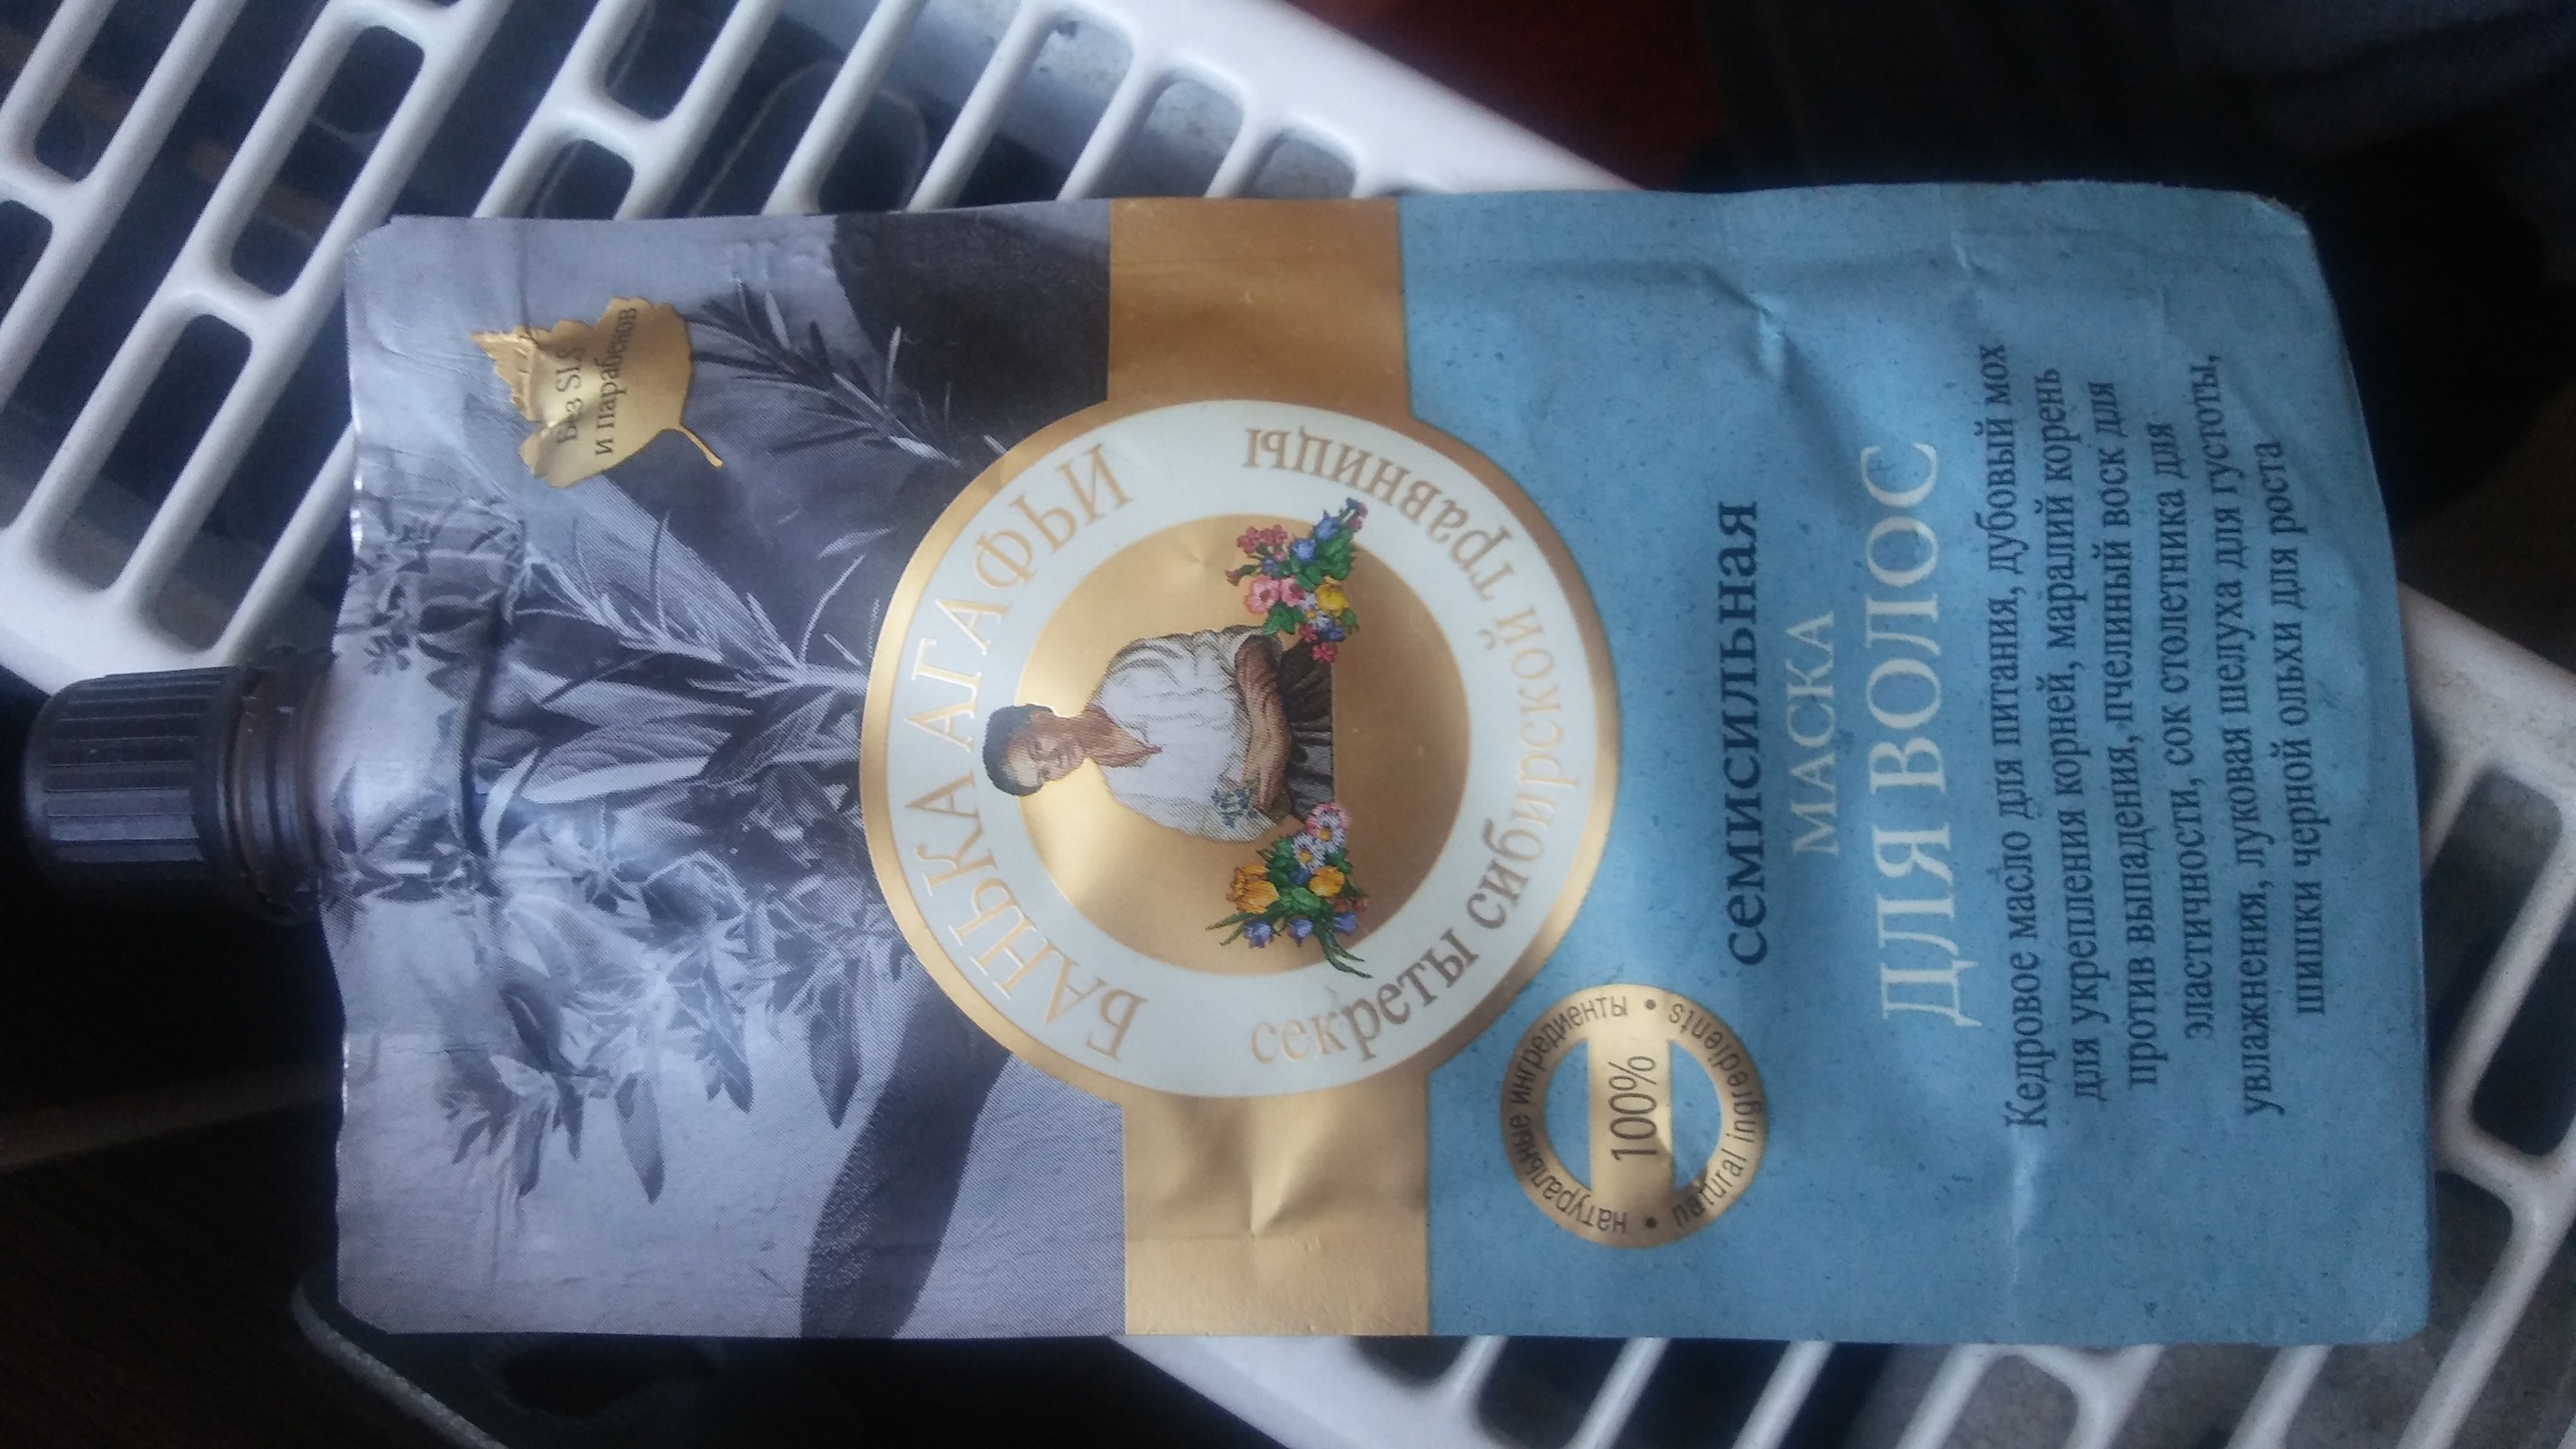 Без SLS
и парабенов
БАНЬКА АГАФЬИ
секреты сибирской травницы
натуральные ингредиенты
100%
natural ingredients
семисильная
МАСКА
ДЛЯ ВОЛОС
Кедровое масло для питания, дубовый мох
для укрепления корней, маралий корень
против выпадения, пчелиный воск для
эластичности, сок столетника для
увлажнения, луковая шелуха для густоты,
шишки черной ольхи для роста